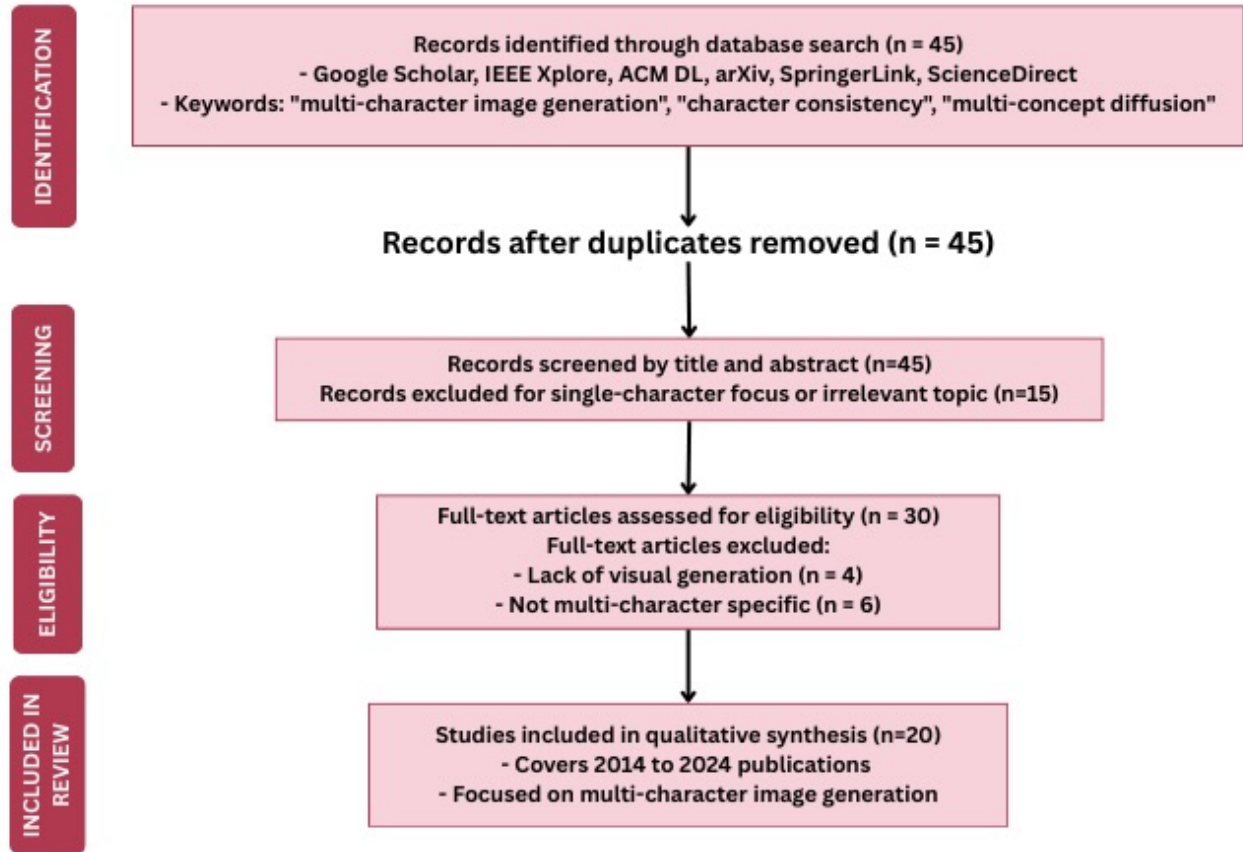 IDENTIFICATION
Records identified through database search (n = 45)
- Google Scholar, IEEE Xplore, ACM DL, arXiv, SpringerLink, ScienceDirect
- Keywords: "multi-character image generation", "character consistency", "multi-concept diffusion"
Records after duplicates removed (n = 45)
SCREENING
Records screened by title and abstract (n=45)
Records excluded for single-character focus or irrelevant topic (n=15)
ELIGIBILITY
Full-text articles assessed for eligibility (n = 30)
Full-text articles excluded:
- Lack of visual generation (n = 4)
- Not multi-character specific (n = 6)
INCLUDED IN
REVIEW
Studies included in qualitative synthesis (n=20)
- Covers 2014 to 2024 publications
- Focused on multi-character image generation